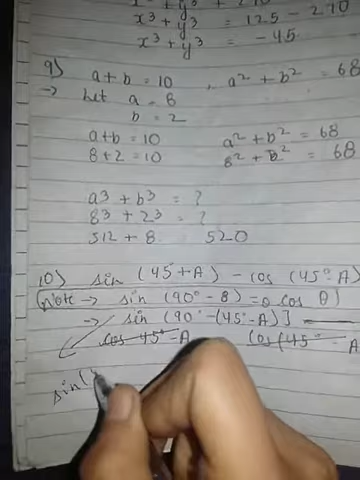 x³ + y³ = 125 - 270
x³ + y³ = -45
9) a + b = 10 , a² + b² = 68
→ Let a = 8
b = 2
a + b = 10 a² + b² = 68
8 + 2 = 10 8² + 2² = 68
a3 + b3 = ?
83 + 23 = ?
512 + 8 520
10) sin (45° + A) - cos (45° - A)
Note → sin (90° - θ) = cos
→ sin (90° - (45° - A)]
cos 45° - A cos (45° - A
sin (